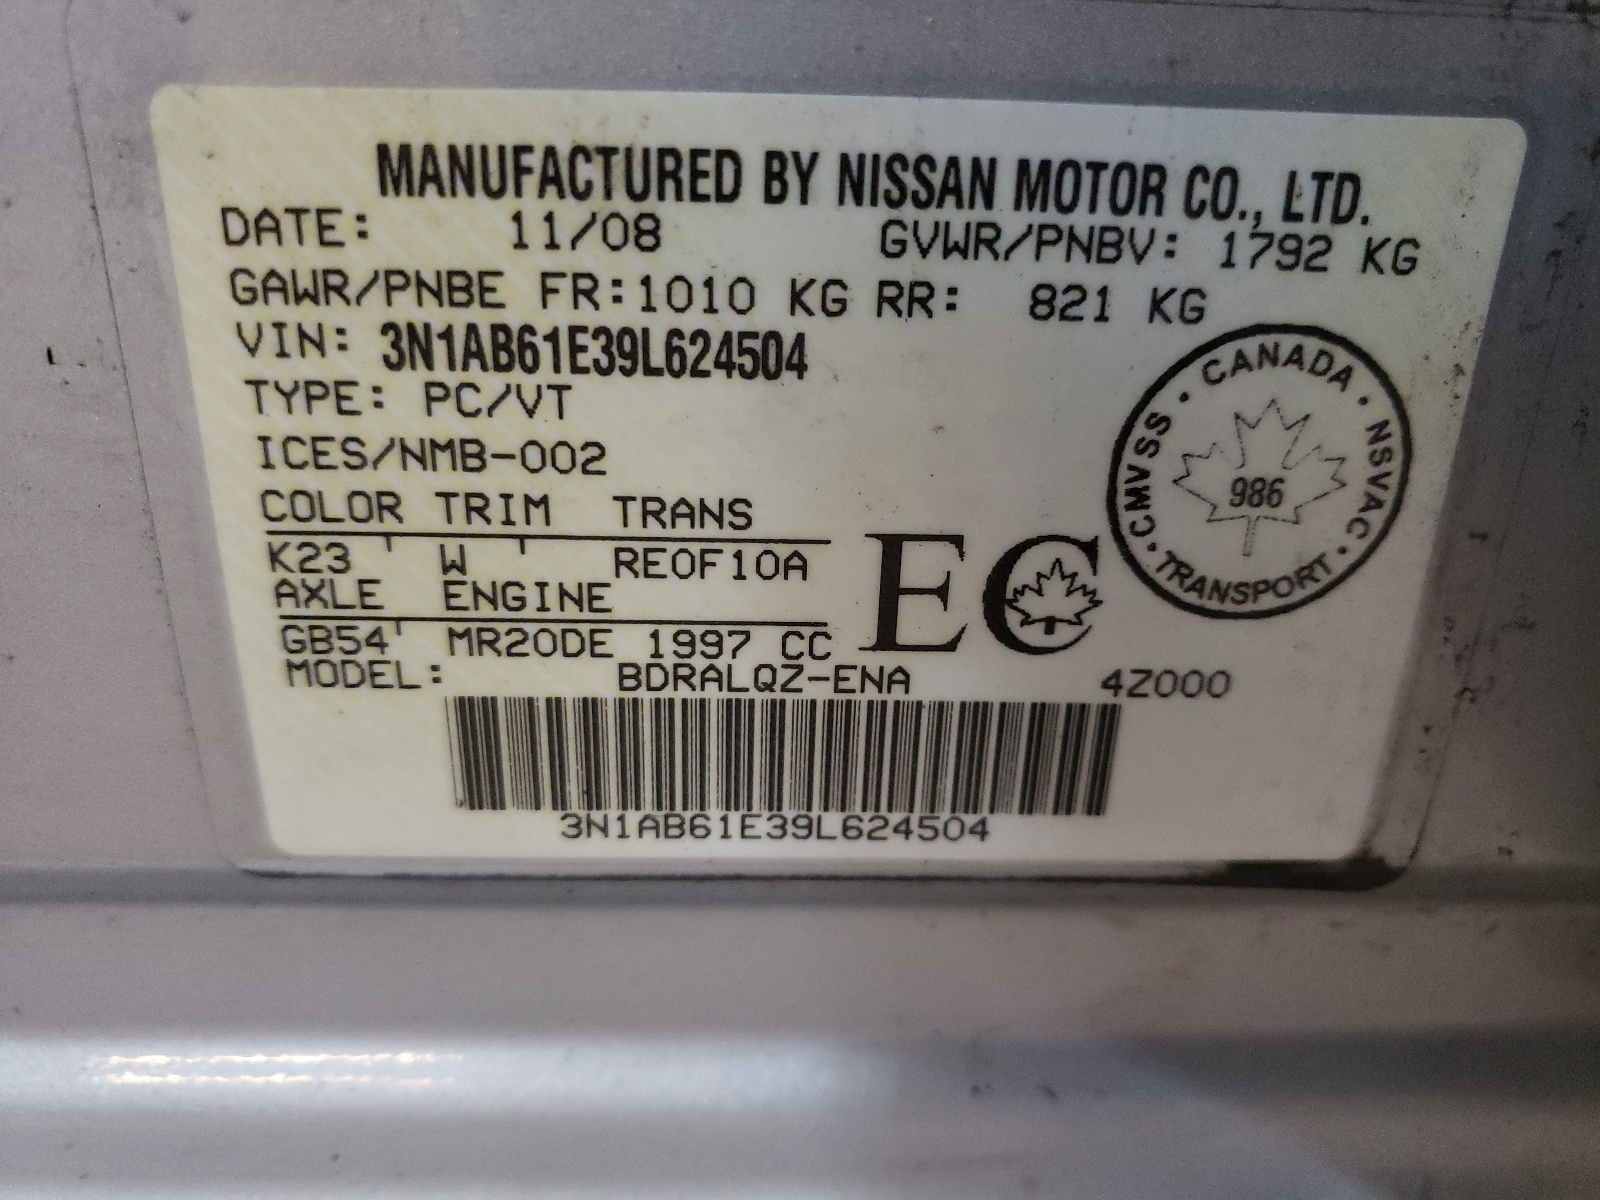 MANUFACTURED BY NISSAN MOTOR CO., LTD.
DATE: 11/08 GVWR/PNBV: 1792 KG
GAWR/PNBE FR:1010 KG RR: 821 KG
VIN: 3N1AB61E39L624504
TYPE: PC/VT
ICES/NMB-002
COLOR TRIM TRANS
K23 ' W ' RE0F10A
AXLE ENGINE
GB54 ' MR20DE 1997 CC
MODEL: BDRALQZ-ENA 4Z000
3N1AB61E39L624504
EC
CANADA · NSVAC · TRANSPORT · CMVSS ·
986